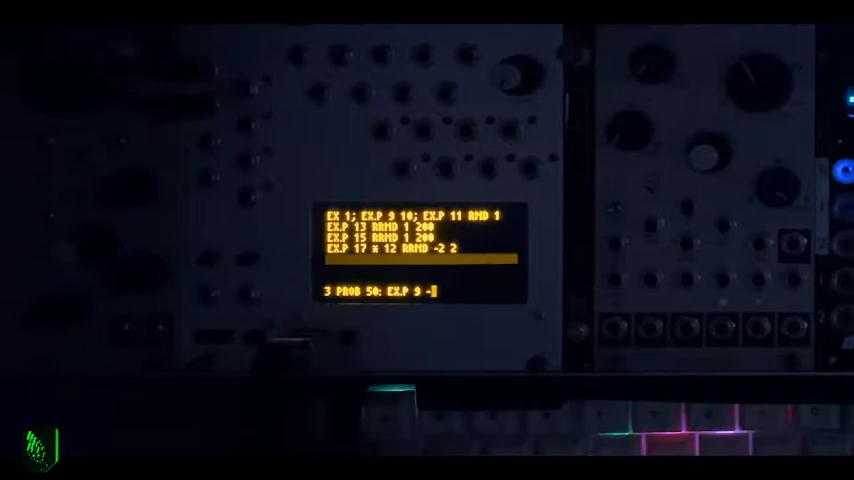 EX 1; EX.P 9 10; EX.P 11 RND 1
EX.P 13 RRND 1 200
EX.P 15 RRND 1 200
EX.P 17 * 12 RRND -2 2
3 PROB 50: EX.P 9 -